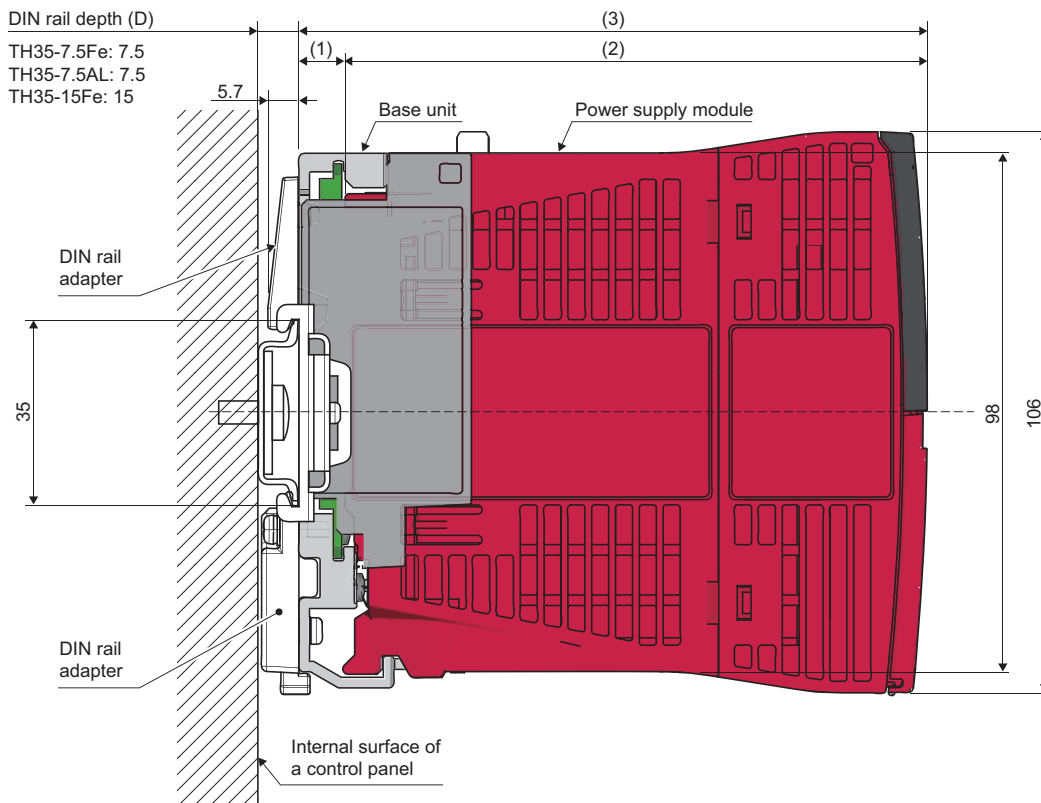 DIN rail depth (D)
TH35-7.5Fe: 7.5
TH35-7.5AL: 7.5
TH35-15Fe: 15
(3)
(1)
(2)
5.7
Base unit
Power supply module
DIN rail
adapter
35
98
106
DIN rail
adapter
Internal surface of
a control panel